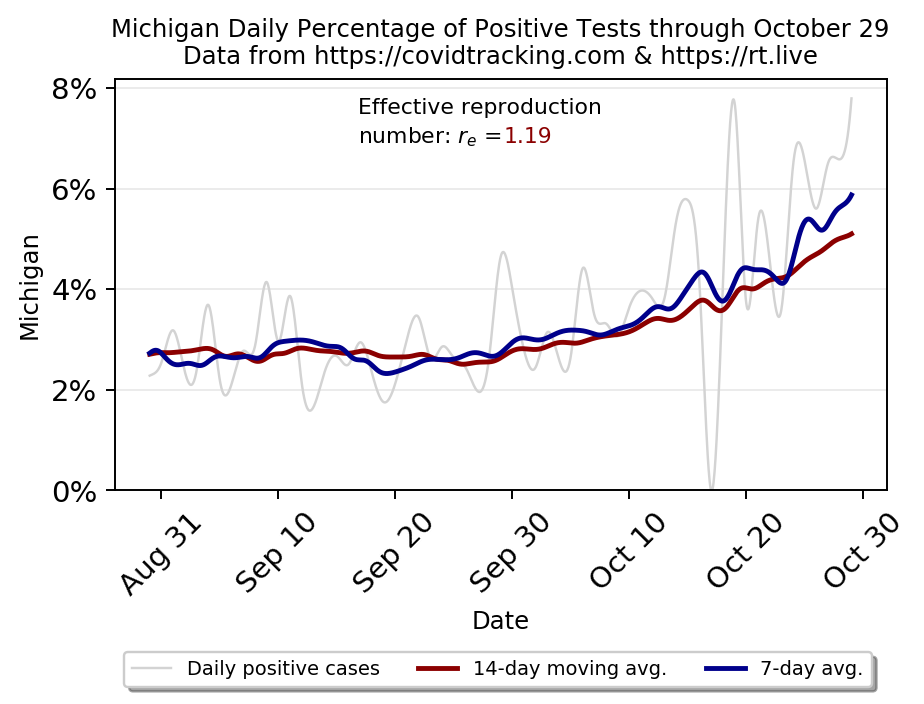 Michigan Daily Percentage of Positive Tests through October 29
Data from https://covidtracking.com & https://rt.live
Effective reproduction
number: rₑ =1.19
8%
6%
4%
2%
0%
Michigan
Aug 31
Sep 10
Sep 20
Sep 30
Oct 10
Oct 20
Oct 30
Date
Daily positive cases
14-day moving avg.
7-day avg.